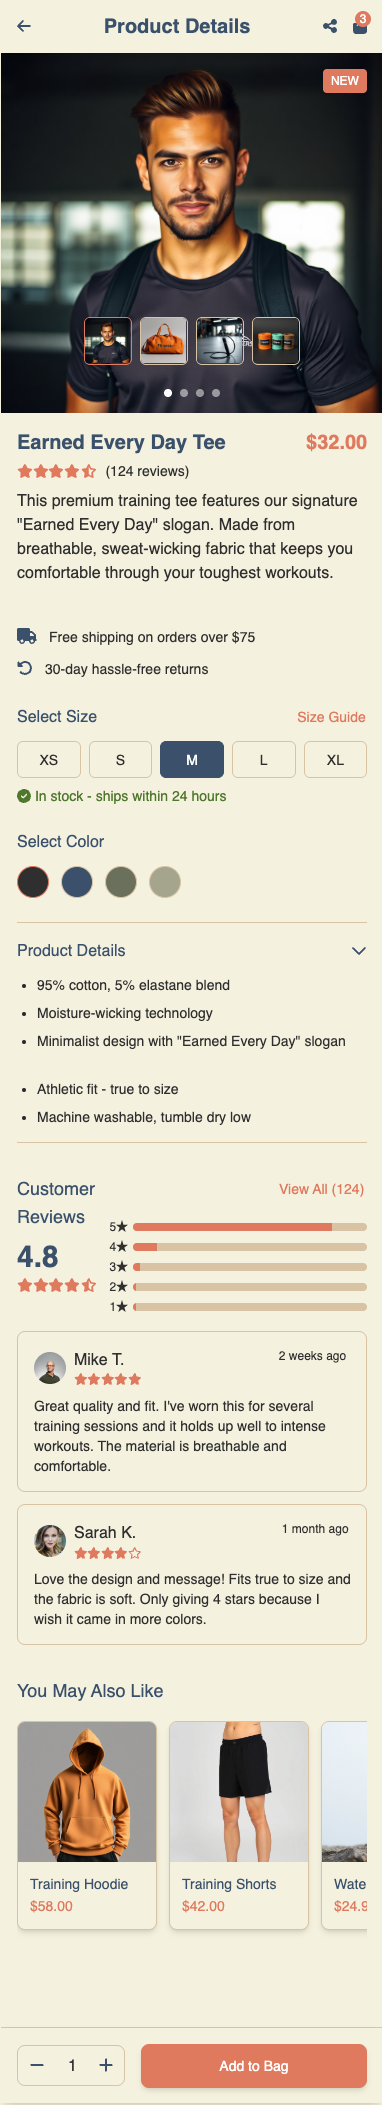 Product Details
3
NEW
Earned Every Day Tee
$32.00
(124 reviews)
This premium training tee features our signature
"Earned Every Day" slogan. Made from
breathable, sweat-wicking fabric that keeps you
comfortable through your toughest workouts.
Free shipping on orders over $75
30-day hassle-free returns
Select Size
Size Guide
XS
S
M
L
XL
In stock - ships within 24 hours
Select Color
Product Details
• 95% cotton, 5% elastane blend
• Moisture-wicking technology
• Minimalist design with "Earned Every Day" slogan
• Athletic fit - true to size
• Machine washable, tumble dry low
Customer
Reviews
View All (124)
4.8
5★
4★
3★
2★
1★
Mike T.
2 weeks ago
Great quality and fit. I've worn this for several
training sessions and it holds up well to intense
workouts. The material is breathable and
comfortable.
Sarah K.
1 month ago
Love the design and message! Fits true to size and
the fabric is soft. Only giving 4 stars because I
wish it came in more colors.
You May Also Like
Training Hoodie
$58.00
Training Shorts
$42.00
Wate
$24.9
1
Add to Bag